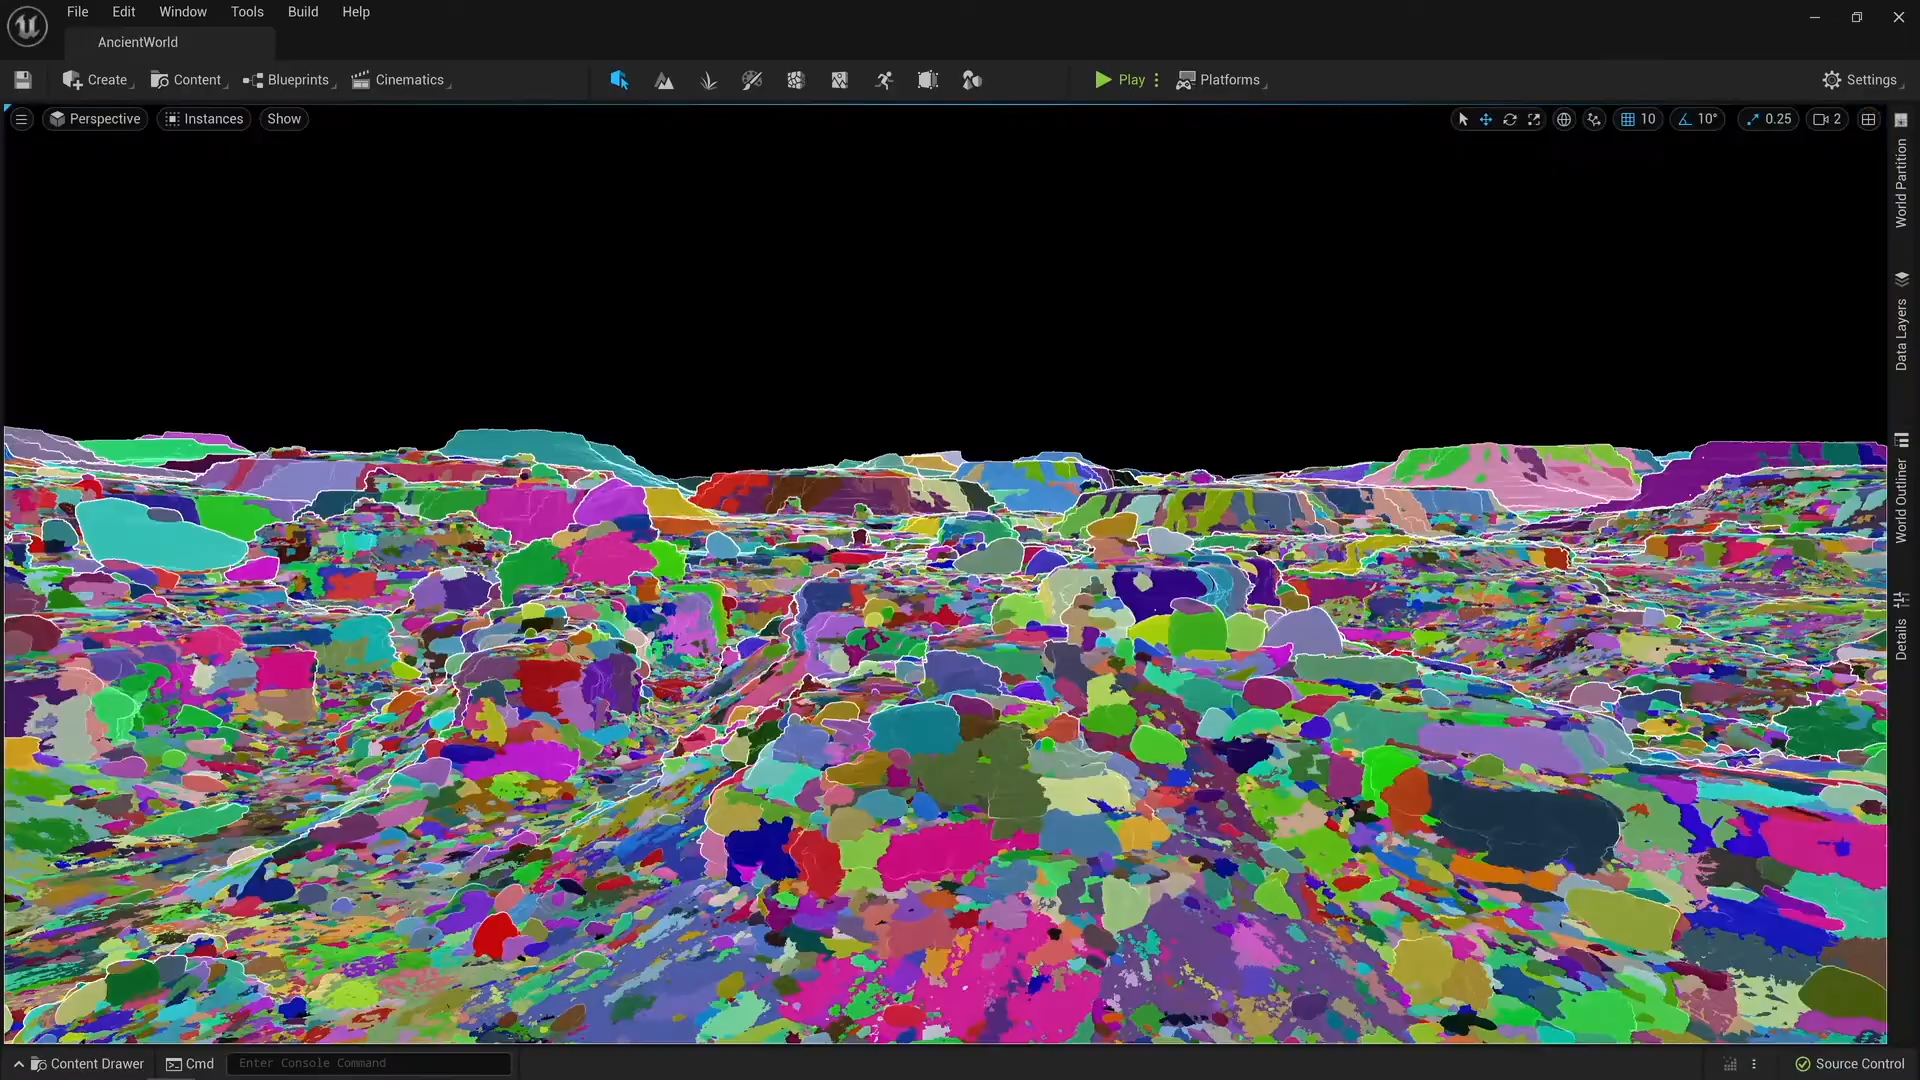 File Edit Window Tools Build Help
AncientWorld
Create Content Blueprints Cinematics Play Platforms Settings
Perspective Instances Show 10 10° 0.25 2
World Partition
Data Layers
World Outliner
Details
Content Drawer Cmd Enter Console Command Source Control